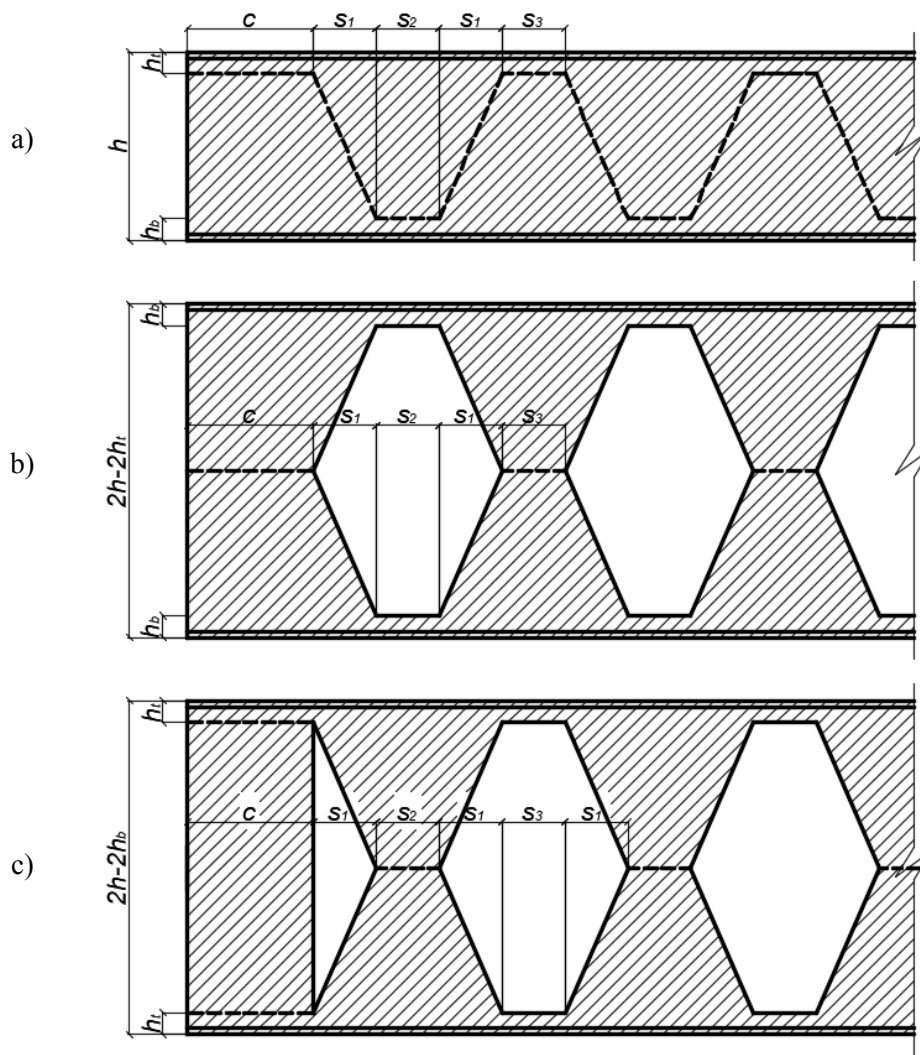 c s1 s2 s1 s3
ht
a)
h
hb
hb
c s1 s2 s1 s3
b)
2h-2ht
hb
ht
c s1 s2 s1 s3 s1
c)
2h-2hb
ht